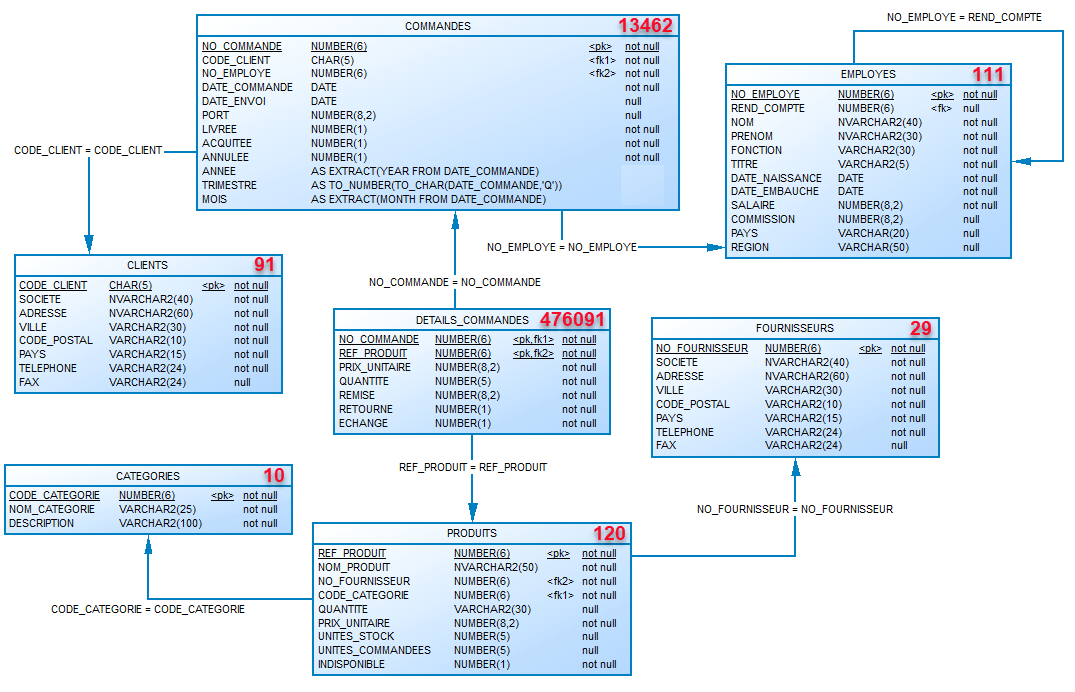 COMMANDES 13462
NO_COMMANDE NUMBER(6) <pk> not null
CODE_CLIENT CHAR(5) <fk1> not null
NO_EMPLOYE NUMBER(6) <fk2> not null
DATE_COMMANDE DATE not null
DATE_ENVOI DATE null
PORT NUMBER(8,2) null
LIVREE NUMBER(1) not null
ACQUITEE NUMBER(1) not null
ANNULEE NUMBER(1) not null
ANNEE AS EXTRACT(YEAR FROM DATE_COMMANDE)
TRIMESTRE AS TO_NUMBER(TO_CHAR(DATE_COMMANDE,'Q'))
MOIS AS EXTRACT(MONTH FROM DATE_COMMANDE)
NO_EMPLOYE = REND_COMPTE
EMPLOYES 111
NO_EMPLOYE NUMBER(6) <pk> not null
REND_COMPTE NUMBER(6) <fk> null
NOM NVARCHAR2(40) not null
PRENOM NVARCHAR2(30) not null
FONCTION VARCHAR2(30) not null
TITRE VARCHAR2(5) not null
DATE_NAISSANCE DATE not null
DATE_EMBAUCHE DATE not null
SALAIRE NUMBER(8,2) not null
COMMISSION NUMBER(8,2) null
PAYS VARCHAR(20) null
REGION VARCHAR(50) null
CODE_CLIENT = CODE_CLIENT
NO_EMPLOYE = NO_EMPLOYE
CLIENTS 91
CODE_CLIENT CHAR(5) <pk> not null
SOCIETE NVARCHAR2(40) not null
ADRESSE NVARCHAR2(60) not null
VILLE VARCHAR2(30) not null
CODE_POSTAL VARCHAR2(10) not null
PAYS VARCHAR2(15) not null
TELEPHONE VARCHAR2(24) not null
FAX VARCHAR2(24) null
NO_COMMANDE = NO_COMMANDE
DETAILS_COMMANDES 476091
NO_COMMANDE NUMBER(6) <pk,fk1> not null
REF_PRODUIT NUMBER(6) <pk,fk2> not null
PRIX_UNITAIRE NUMBER(8,2) not null
QUANTITE NUMBER(5) not null
REMISE NUMBER(8,2) not null
RETOURNE NUMBER(1) not null
ECHANGE NUMBER(1) not null
FOURNISSEURS 29
NO_FOURNISSEUR NUMBER(6) <pk> not null
SOCIETE NVARCHAR2(40) not null
ADRESSE NVARCHAR2(60) not null
VILLE VARCHAR2(30) not null
CODE_POSTAL VARCHAR2(10) not null
PAYS VARCHAR2(15) not null
TELEPHONE VARCHAR2(24) not null
FAX VARCHAR2(24) null
REF_PRODUIT = REF_PRODUIT
CATEGORIES 10
CODE_CATEGORIE NUMBER(6) <pk> not null
NOM_CATEGORIE VARCHAR2(25) not null
DESCRIPTION VARCHAR2(100) not null
NO_FOURNISSEUR = NO_FOURNISSEUR
PRODUITS 120
REF_PRODUIT NUMBER(6) <pk> not null
NOM_PRODUIT NVARCHAR2(50) not null
NO_FOURNISSEUR NUMBER(6) <fk2> not null
CODE_CATEGORIE NUMBER(6) <fk1> not null
QUANTITE VARCHAR2(30) null
PRIX_UNITAIRE NUMBER(8,2) not null
UNITES_STOCK NUMBER(5) null
UNITES_COMMANDEES NUMBER(5) null
INDISPONIBLE NUMBER(1) not null
CODE_CATEGORIE = CODE_CATEGORIE